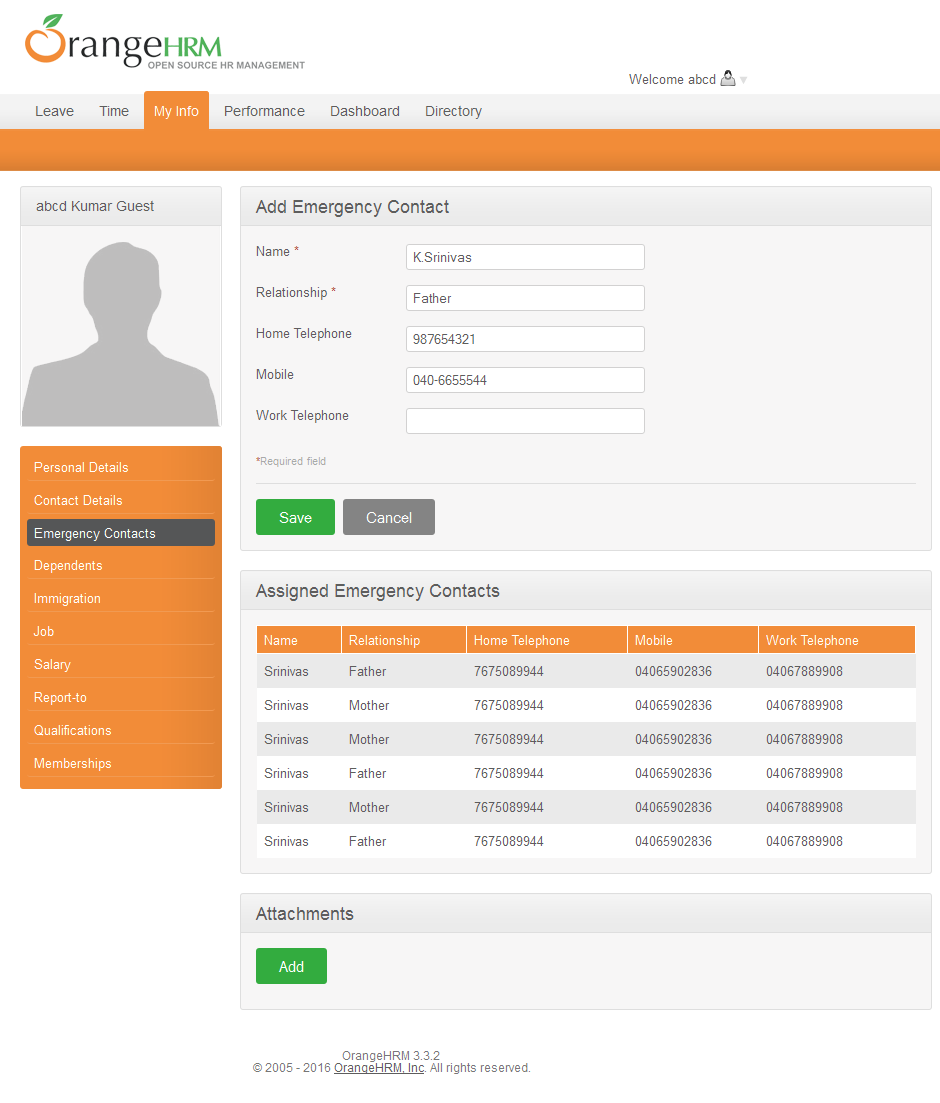 OrangeHRM
OPEN SOURCE HR MANAGEMENT
Welcome abcd
Leave Time My Info Performance Dashboard Directory
abcd Kumar Guest
Personal Details
Contact Details
Emergency Contacts
Dependents
Immigration
Job
Salary
Report-to
Qualifications
Memberships
Add Emergency Contact
Name * K.Srinivas
Relationship * Father
Home Telephone 987654321
Mobile 040-6655544
Work Telephone
*Required field
Save Cancel
Assigned Emergency Contacts
Name Relationship Home Telephone Mobile Work Telephone
Srinivas Father 7675089944 04065902836 04067889908
Srinivas Mother 7675089944 04065902836 04067889908
Srinivas Mother 7675089944 04065902836 04067889908
Srinivas Father 7675089944 04065902836 04067889908
Srinivas Mother 7675089944 04065902836 04067889908
Srinivas Father 7675089944 04065902836 04067889908
Attachments
Add
OrangeHRM 3.3.2
© 2005 - 2016 OrangeHRM, Inc. All rights reserved.